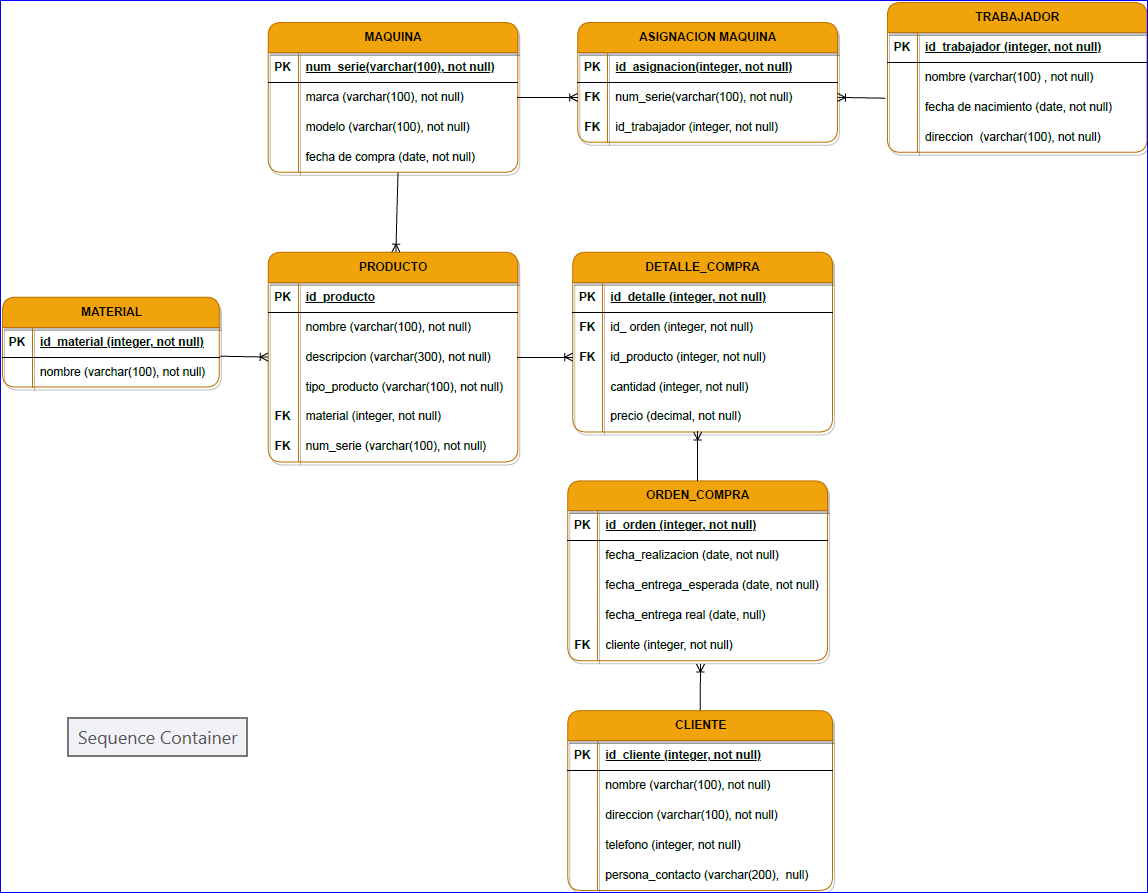 MAQUINA
PK num_serie(varchar(100), not null)
marca (varchar(100), not null)
modelo (varchar(100), not null)
fecha de compra (date, not null)
ASIGNACION MAQUINA
PK id_asignacion(integer, not null)
FK num_serie(varchar(100), not null)
FK id_trabajador (integer, not null)
TRABAJADOR
PK id_trabajador (integer, not null)
nombre (varchar(100) , not null)
fecha de nacimiento (date, not null)
direccion (varchar(100), not null)
MATERIAL
PK id_material (integer, not null)
nombre (varchar(100), not null)
PRODUCTO
PK id_producto
nombre (varchar(100), not null)
descripcion (varchar(300), not null)
tipo_producto (varchar(100), not null)
FK material (integer, not null)
FK num_serie (varchar(100), not null)
DETALLE_COMPRA
PK id_detalle (integer, not null)
FK id_ orden (integer, not null)
FK id_producto (integer, not null)
cantidad (integer, not null)
precio (decimal, not null)
ORDEN_COMPRA
PK id_orden (integer, not null)
fecha_realizacion (date, not null)
fecha_entrega_esperada (date, not null)
fecha_entrega real (date, null)
FK cliente (integer, not null)
CLIENTE
PK id_cliente (integer, not null)
nombre (varchar(100), not null)
direccion (varchar(100), not null)
telefono (integer, not null)
persona_contacto (varchar(200), null)
Sequence Container